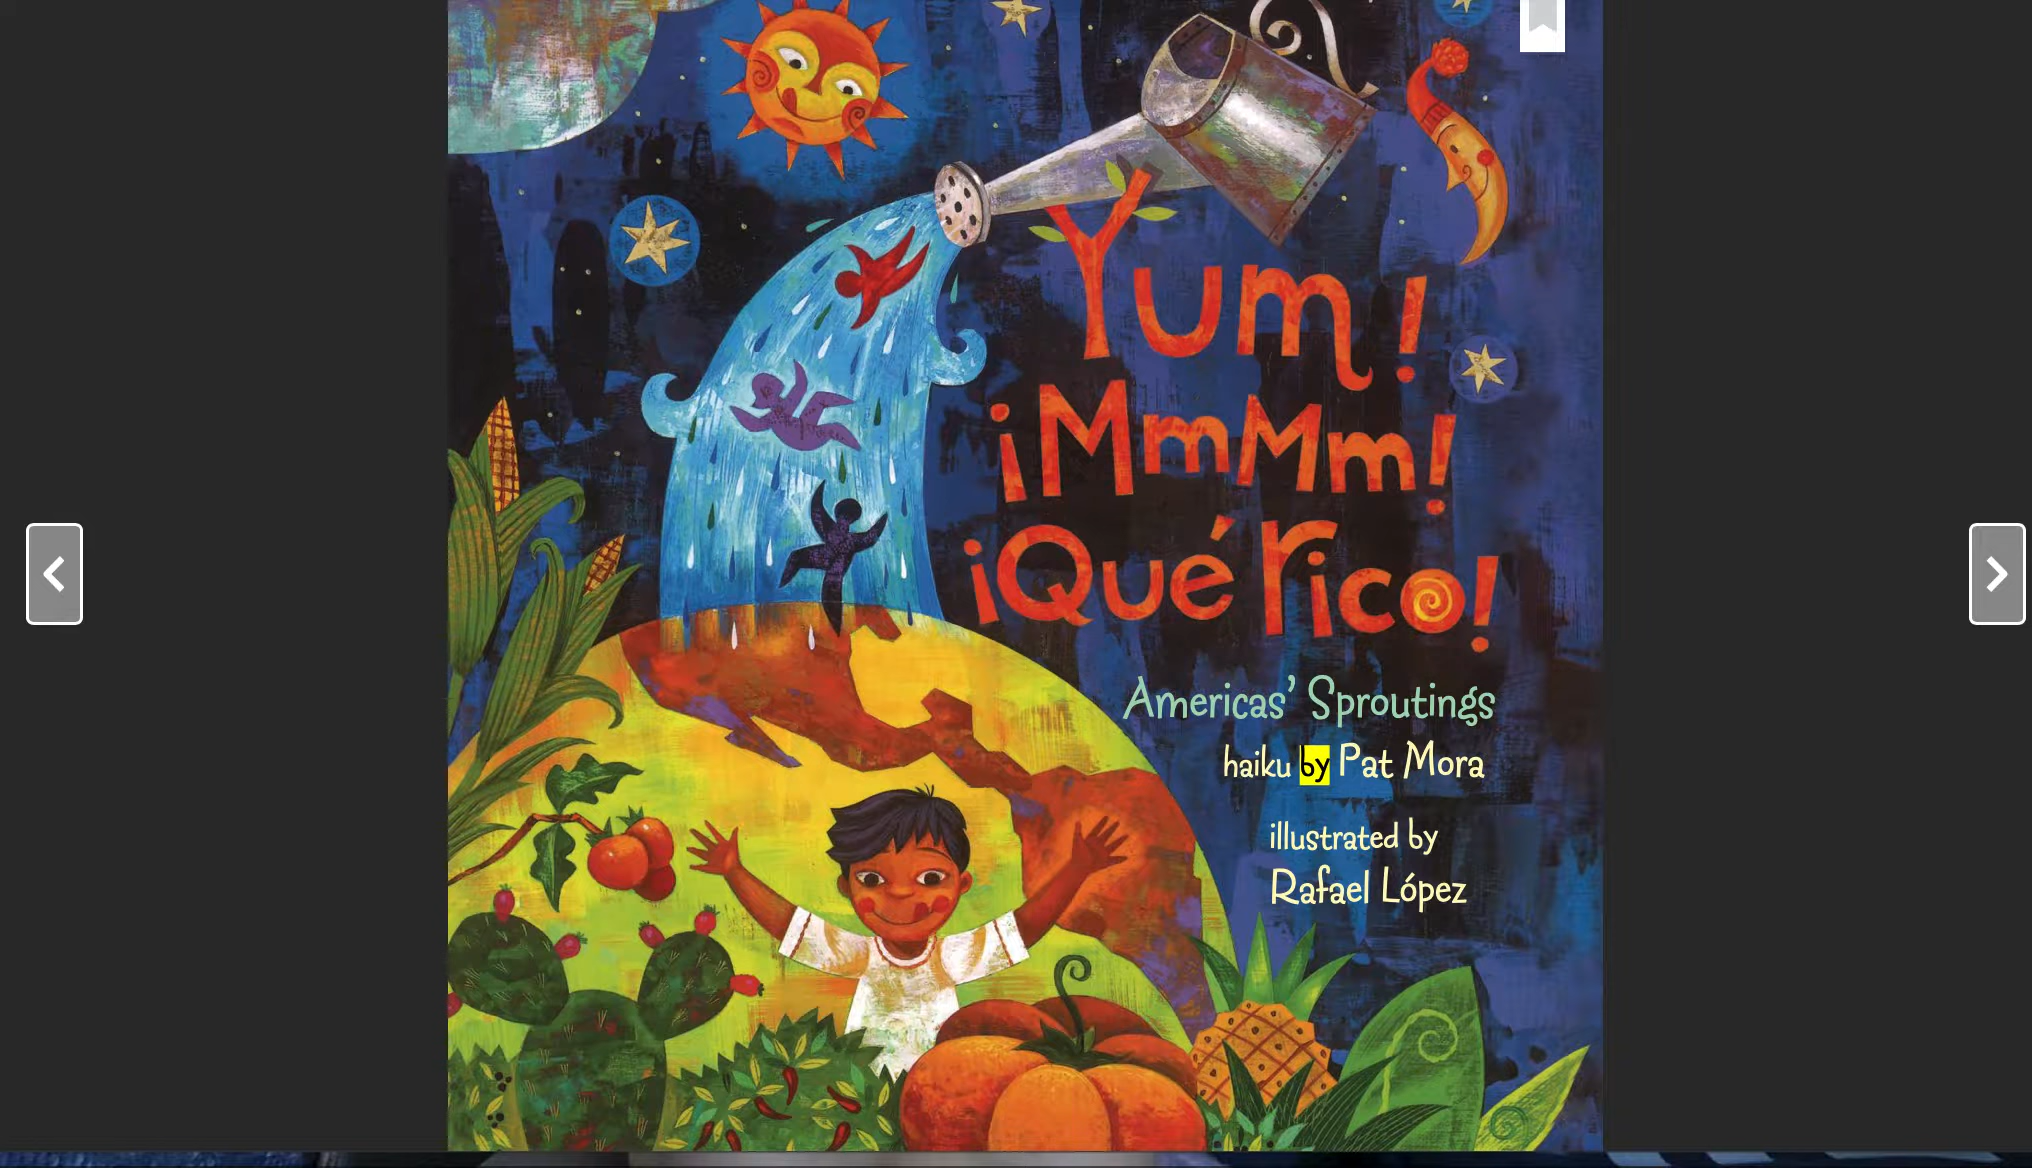 Yum!
¡MmMm!
¡Qué rico!
Americas' Sproutings
haiku by Pat Mora
illustrated by
Rafael López